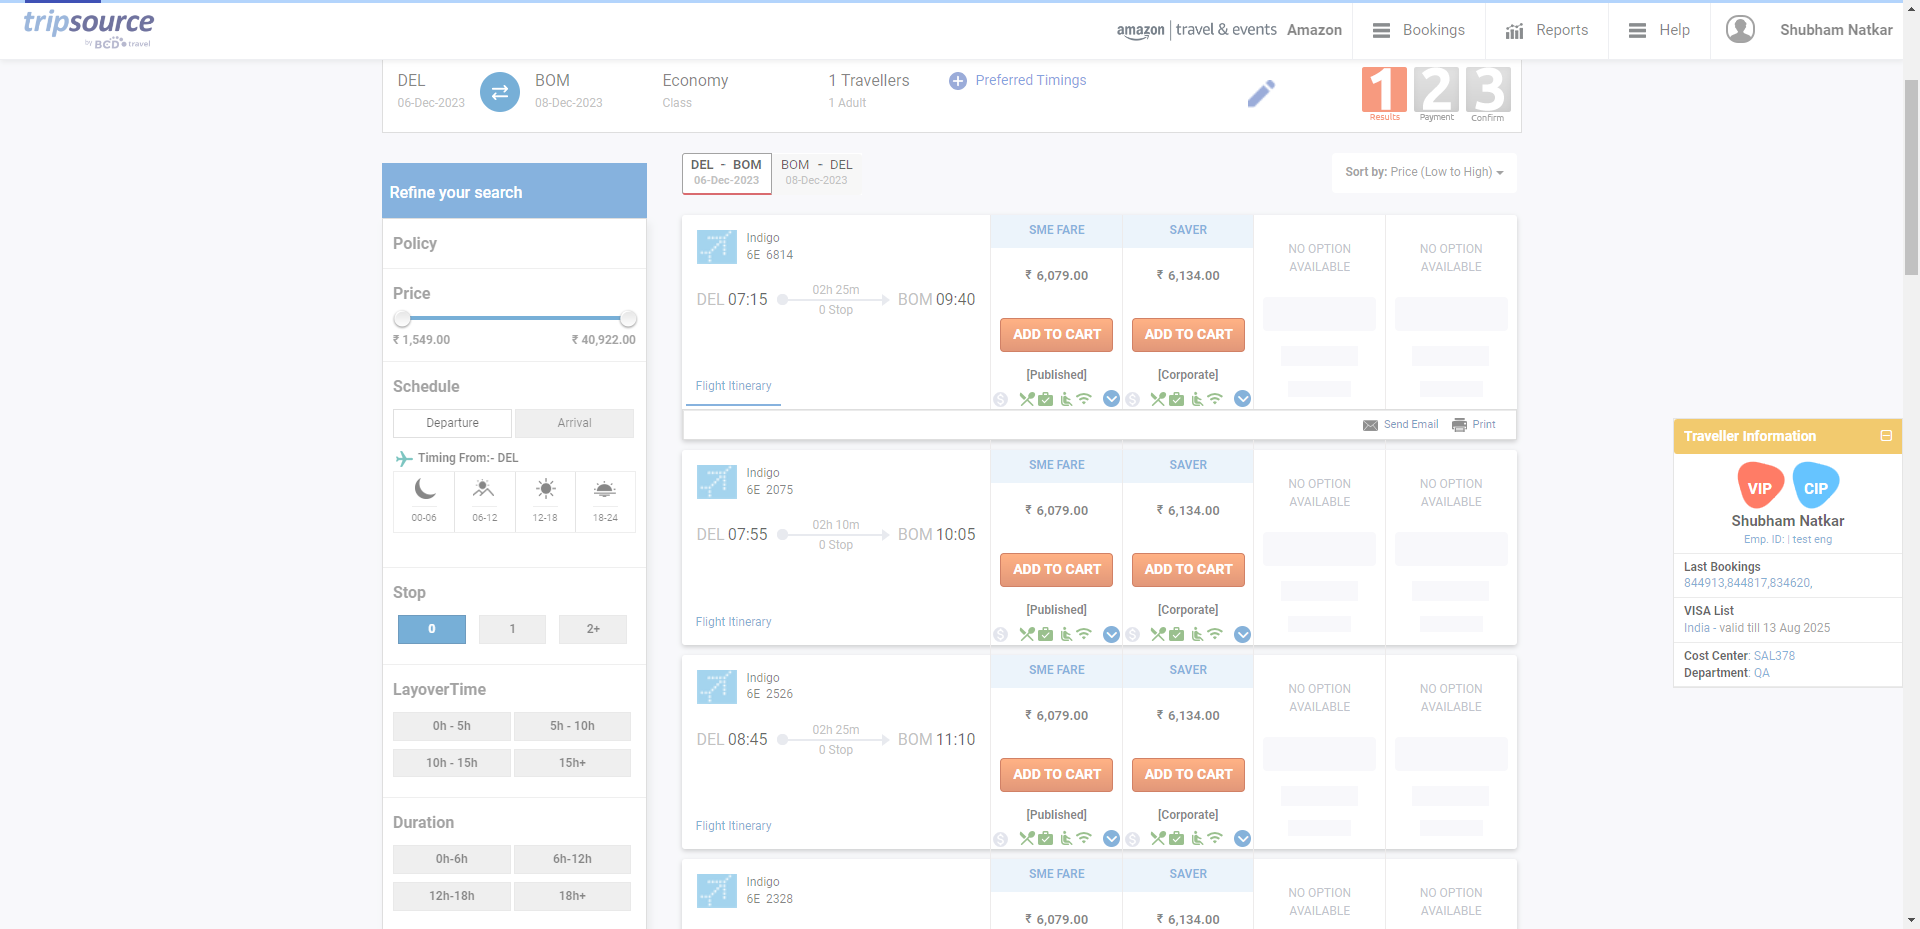 tripsource
by BCD travel
amazon | travel & events Amazon
Bookings
Reports
Help
Shubham Natkar
DEL
06-Dec-2023
BOM
08-Dec-2023
Economy
Class
1 Travellers
1 Adult
Preferred Timings
1
Results
2
Payment
3
Confirm
Refine your search
Policy
Price
₹ 1,549.00
₹ 40,922.00
Schedule
Departure
Arrival
Timing From:- DEL
00-06
06-12
12-18
18-24
Stop
0
1
2+
LayoverTime
0h - 5h
5h - 10h
10h - 15h
15h+
Duration
0h-6h
6h-12h
12h-18h
18h+
DEL - BOM
06-Dec-2023
BOM - DEL
08-Dec-2023
Sort by: Price (Low to High)
Indigo
6E 6814
DEL 07:15
02h 25m
0 Stop
BOM 09:40
Flight Itinerary
SME FARE
₹ 6,079.00
ADD TO CART
[Published]
SAVER
₹ 6,134.00
ADD TO CART
[Corporate]
NO OPTION
AVAILABLE
NO OPTION
AVAILABLE
Send Email
Print
Indigo
6E 2075
DEL 07:55
02h 10m
0 Stop
BOM 10:05
Flight Itinerary
SME FARE
₹ 6,079.00
ADD TO CART
[Published]
SAVER
₹ 6,134.00
ADD TO CART
[Corporate]
NO OPTION
AVAILABLE
NO OPTION
AVAILABLE
Indigo
6E 2526
DEL 08:45
02h 25m
0 Stop
BOM 11:10
Flight Itinerary
SME FARE
₹ 6,079.00
ADD TO CART
[Published]
SAVER
₹ 6,134.00
ADD TO CART
[Corporate]
NO OPTION
AVAILABLE
NO OPTION
AVAILABLE
Indigo
6E 2328
SME FARE
₹ 6,079.00
SAVER
₹ 6,134.00
NO OPTION
AVAILABLE
NO OPTION
AVAILABLE
Traveller Information
VIP
CIP
Shubham Natkar
Emp. ID: | test eng
Last Bookings
844913,844817,834620,
VISA List
India - valid till 13 Aug 2025
Cost Center: SAL378
Department: QA